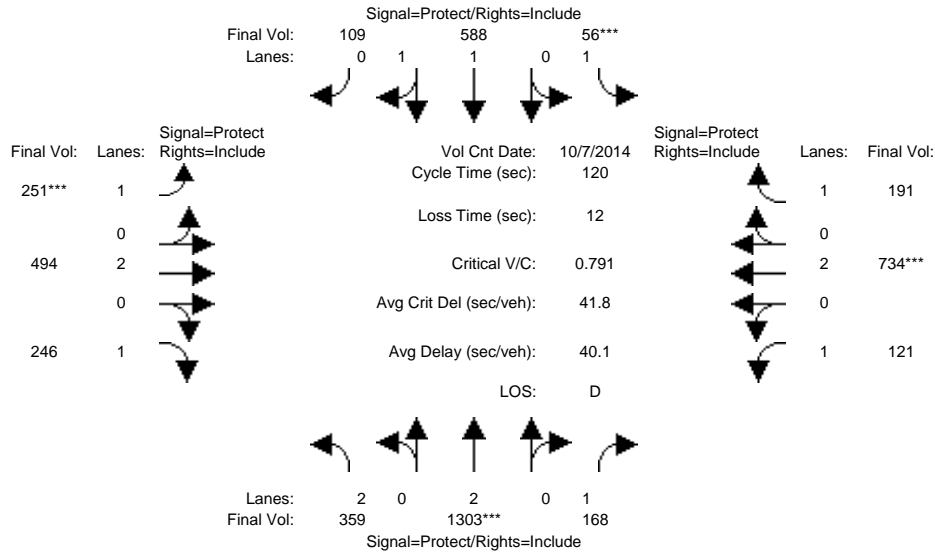 Signal=Protect/Rights=Include
Final Vol: 109 588 56***
Lanes: 0 1 1 0 1
Signal=Protect Signal=Protect
Final Vol: Lanes: Rights=Include Vol Cnt Date: 10/7/2014 Rights=Include Lanes: Final Vol:
Cycle Time (sec): 120
251*** 1 1 191
Loss Time (sec): 12
0 0
494 2 Critical V/C: 0.791 2 734***
0 Avg Crit Del (sec/veh): 41.8 0
246 1 Avg Delay (sec/veh): 40.1 1 121
LOS: D
Lanes: 2 0 2 0 1
Final Vol: 359 1303*** 168
Signal=Protect/Rights=Include